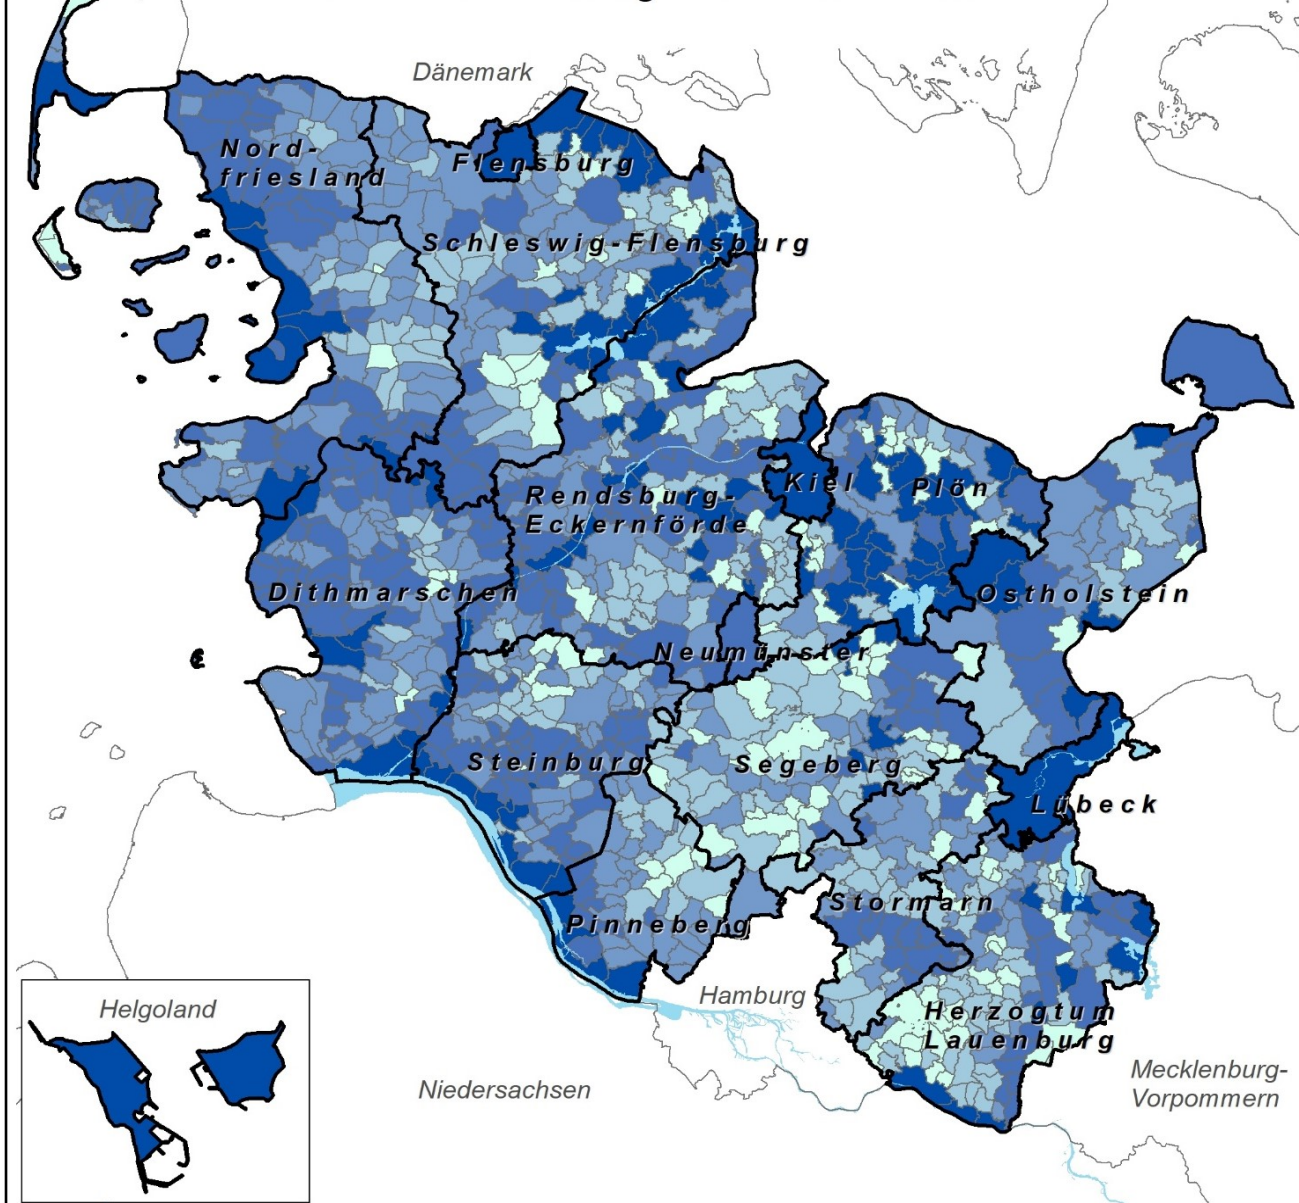 Dänemark
Nord-
friesland
Flensburg
Schleswig-Flensburg
Rendsburg-
Eckernförde
Kiel
Plön
Dithmarschen
Ostholstein
Neumünster
Steinburg
Segeberg
Lübeck
Stormarn
Pinneberg
Hamburg
Herzogtum
Lauenburg
Helgoland
Niedersachsen
Mecklenburg-
Vorpommern